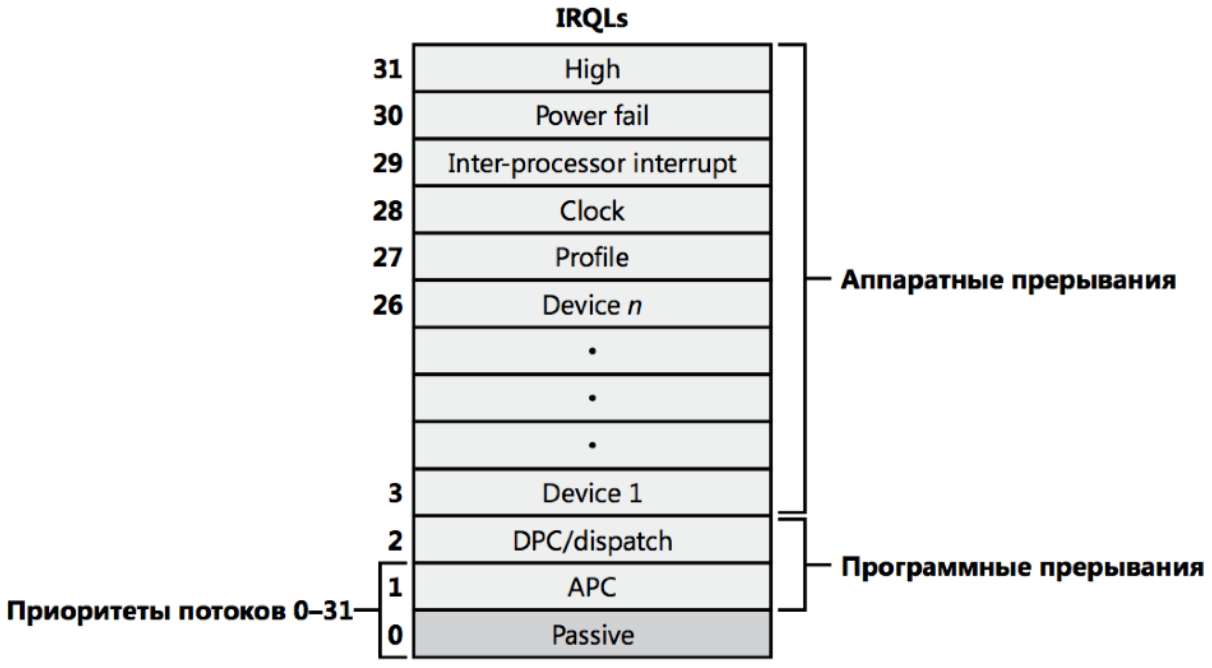 IRQLs
31 High
30 Power fail
29 Inter-processor interrupt
28 Clock
27 Profile
Аппаратные прерывания
26 Device n
•
•
•
3 Device 1
2 DPC/dispatch
Программные прерывания
1 APC
Приоритеты потоков 0–31
0 Passive